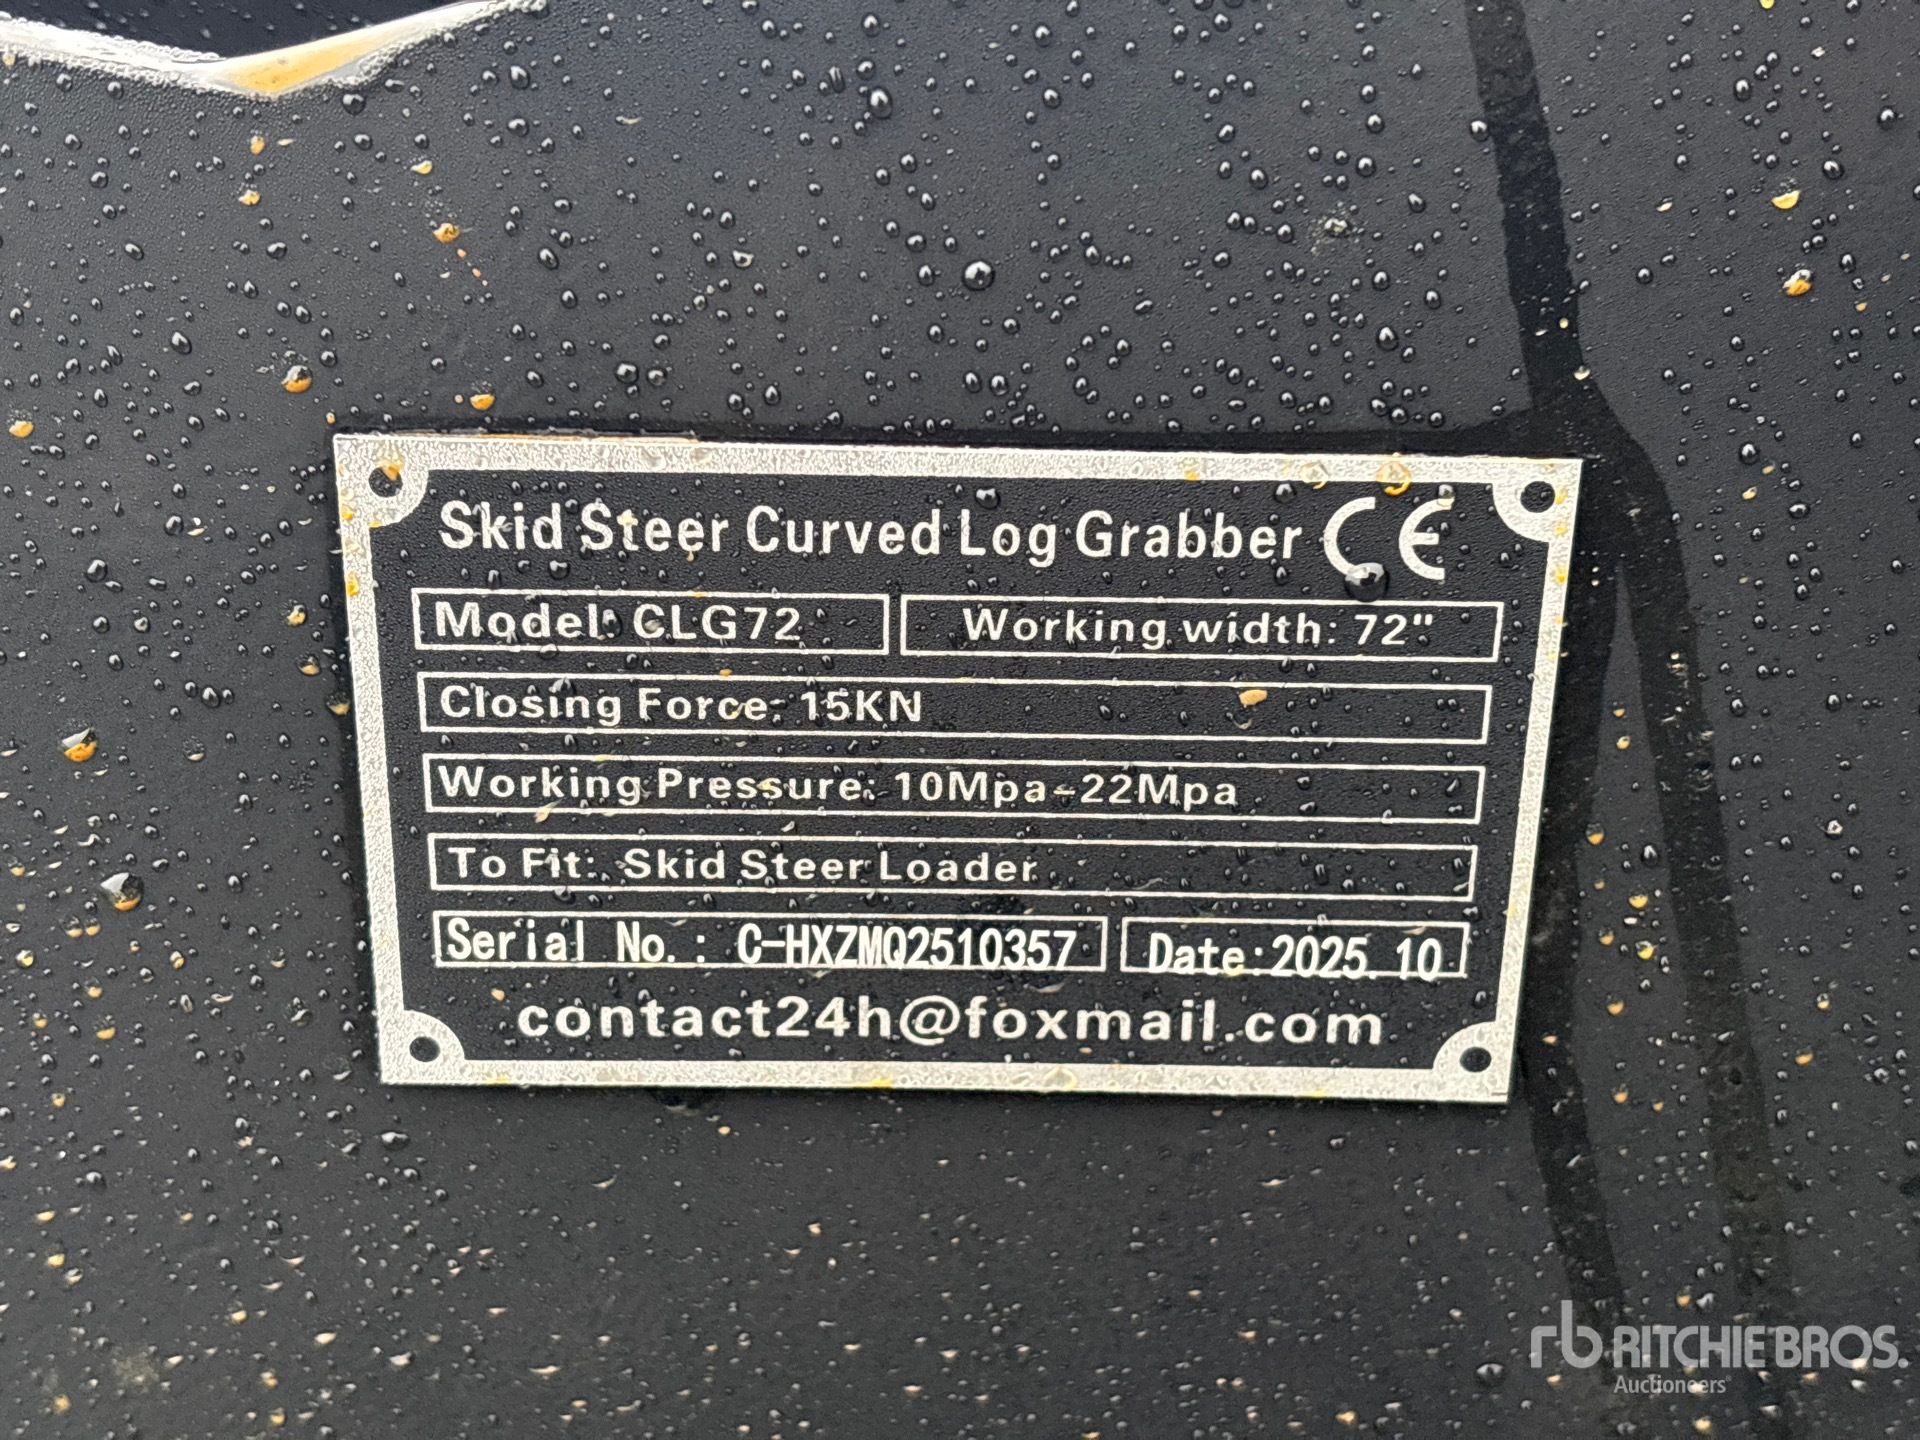 Skid Steer Curved Log Grabber CE
Model: CLG72
Working width: 72"
Closing Force: 15KN
Working Pressure: 10Mpa-22Mpa
To Fit: Skid Steer Loader
Serial No.: C-HXZMQ2510357
Date:2025.10
contact24h@foxmail.com
rb RITCHIE BROS.
Auctioneers